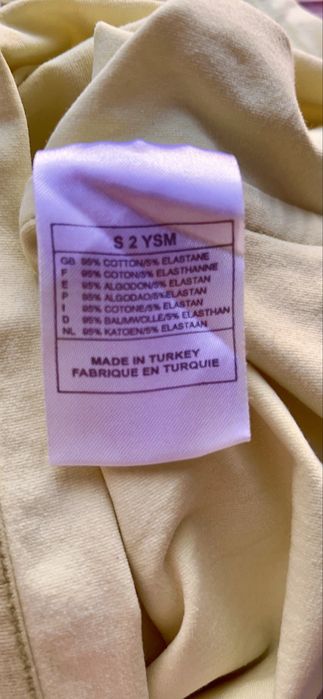 S 2 YSM
GB 95% COTTON/5% ELASTANE
F 95% COTON/5% ELASTHANNE
E 95% ALGODON/5% ELASTAN
P 95% ALGODAO/5% ELASTAN
I 95% COTONE/5% ELASTAN
D 95% BAUMWOLLE/5% ELASTHAN
NL 95% KATOEN/5% ELASTAAN
MADE IN TURKEY
FABRIQUE EN TURQUIE